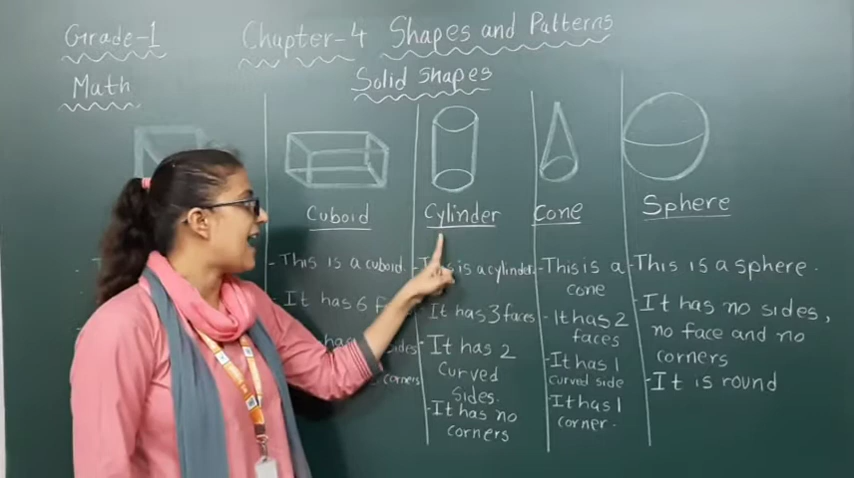 Grade-1
Chapter-4 Shapes and Patterns
Math
Solid shapes
Cuboid
- This is a cuboid.
- It has 6
sides
corners
Cylinder
- This is a cylinder.
- It has 3 faces
- It has 2
curved
sides.
- It has no
corners
Cone
- This is a
cone
- It has 2
faces
- It has 1
curved side
- It has 1
corner.
Sphere
- This is a sphere.
- It has no sides,
no face and no
corners
- It is round